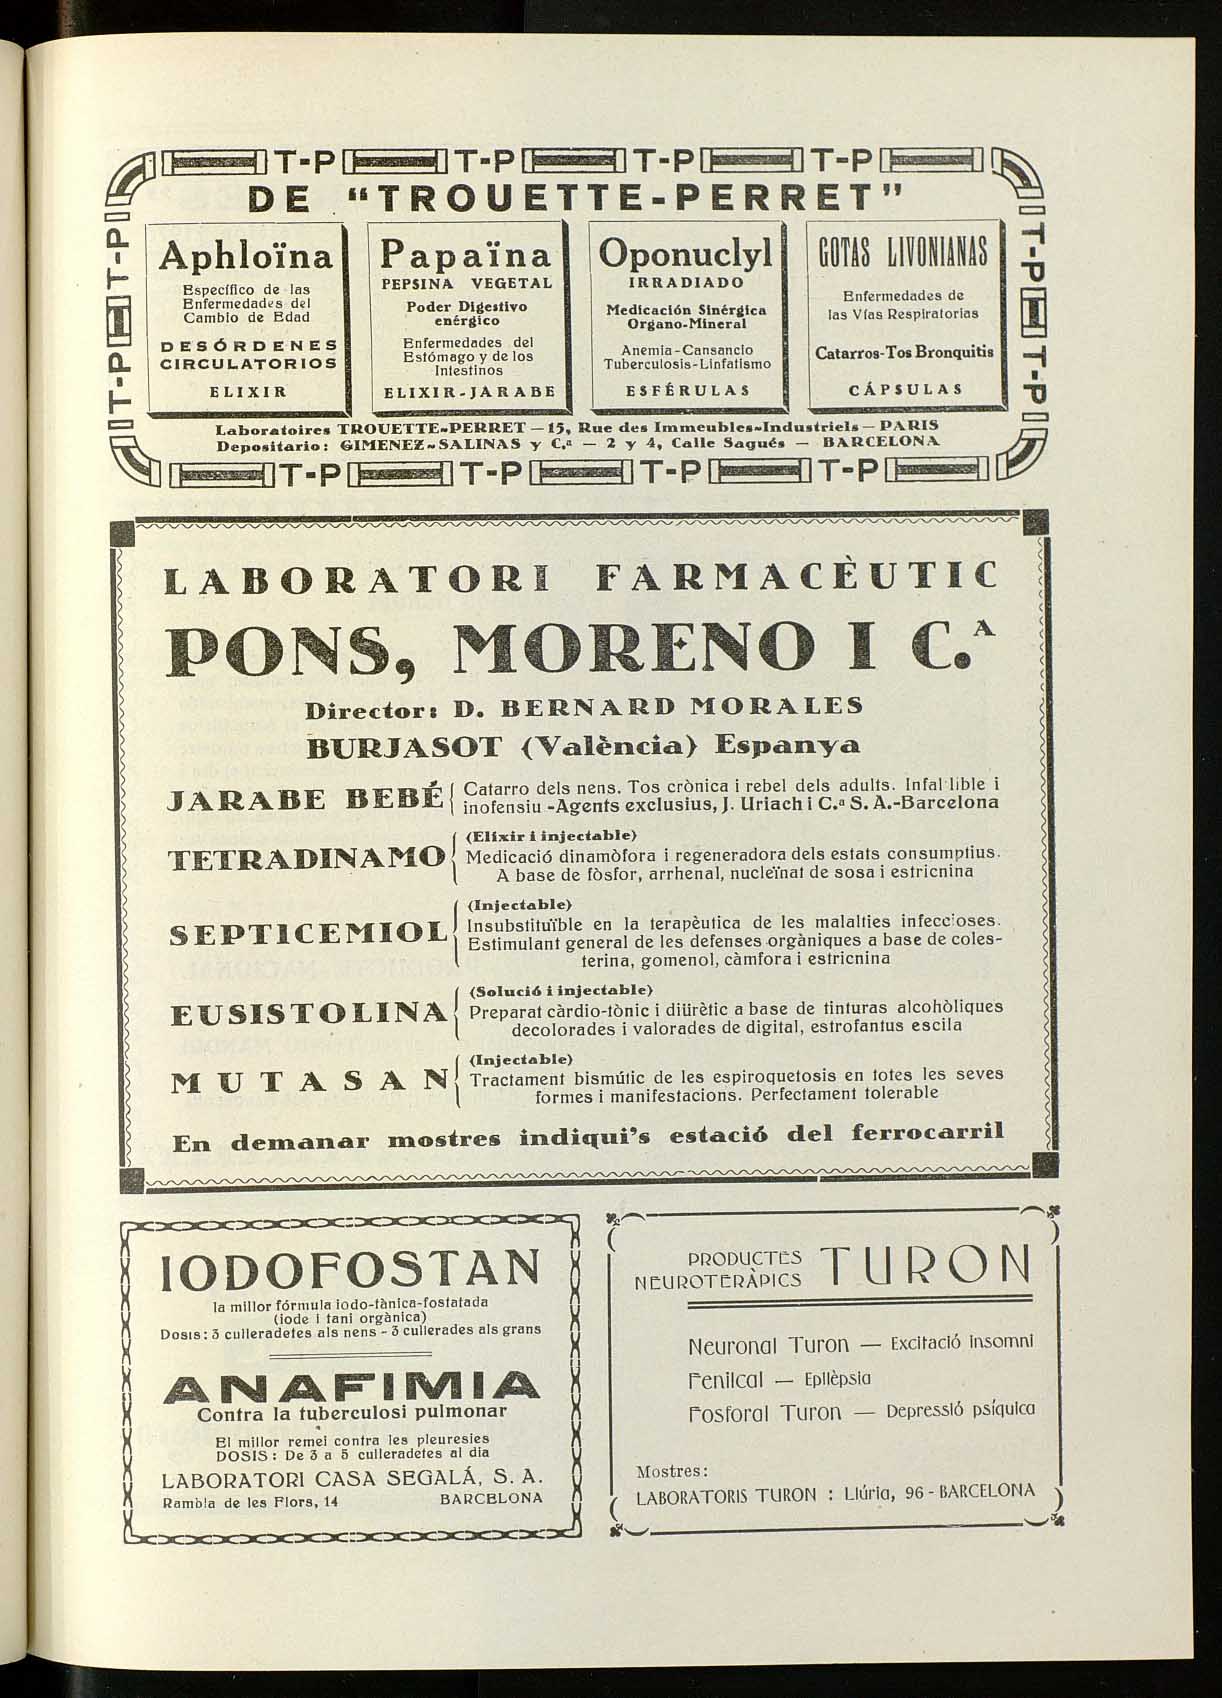 T-P T-P T-P T-P
DE "TROUETTE-PERRET"
T-P T-P
T-P T-P
Aphloïna
Específico de las
Enfermedades del
Cambio de Edad
DESÓRDENES
CIRCULATORIOS
ELIXIR
Papaïna
PEPSINA VEGETAL
Poder Digestivo
enérgico
Enfermedades del
Estómago y de los
Intestinos
ELIXIR-JARABE
Oponuclyl
IRRADIADO
Medicación Sinérgica
Organo-Mineral
Anemia-Cansancio
Tuberculosis-Linfatismo
ESFÉRULAS
GOTAS LIVONIANAS
Enfermedades de
las Vías Respiratorias
Catarros-Tos Bronquitis
CÁPSULAS
Laboratoires TROUETTE-PERRET — 15, Rue des Immeubles-Industriels — PARIS
Depositario: GIMENEZ-SALINAS y C.ª — 2 y 4, Calle Sagués — BARCELONA
T-P T-P T-P T-P
LABORATORI FARMACÈUTIC
PONS, MORENO I C.ᴬ
Director: D. BERNARD MORALES
BURJASOT (València) Espanya
JARABE BEBÉ
Catarro dels nens. Tos crònica i rebel dels adults. Infal·lible i
inofensiu -Agents exclusius, J. Uriach i C.ª S. A.-Barcelona
TETRADINAMO
(Elixir i injectable)
Medicació dinamòfora i regeneradora dels estats consumptius.
A base de fòsfor, arrhenal, nucleïnat de sosa i estricnina
SEPTICEMIOL
(Injectable)
Insubstituïble en la terapèutica de les malalties infeccioses.
Estimulant general de les defenses orgàniques a base de coles-
terina, gomenol, càmfora i estricnina
EUSISTOLINA
(Solució i injectable)
Preparat càrdio-tònic i diürètic a base de tinturas alcohòliques
decolorades i valorades de digital, estrofantus escila
MUTASAN
(Injectable)
Tractament bismútic de les espiroquetosis en totes les seves
formes i manifestacions. Perfectament tolerable
En demanar mostres indiqui's estació del ferrocarril
IODOFOSTAN
la millor fórmula iodo-tànica-fostatada
(iode i taní orgànica)
Dosis: 3 culleradetes als nens - 3 cullerades als grans
ANAFIMIA
Contra la tuberculosi pulmonar
El millor remei contra les pleuresies
DOSIS: De 3 a 5 culleradetes al dia
LABORATORI CASA SEGALÁ, S. A.
Rambla de les Flors, 14 BARCELONA
PRODUCTES
NEUROTERÀPICS
TURON
Neuronal Turon — Excitació insomni
Fenilcal — Epilèpsia
Fosforal Turon — Depressió psíquica
Mostres:
LABORATORIS TURON : Llúria, 96 - BARCELONA